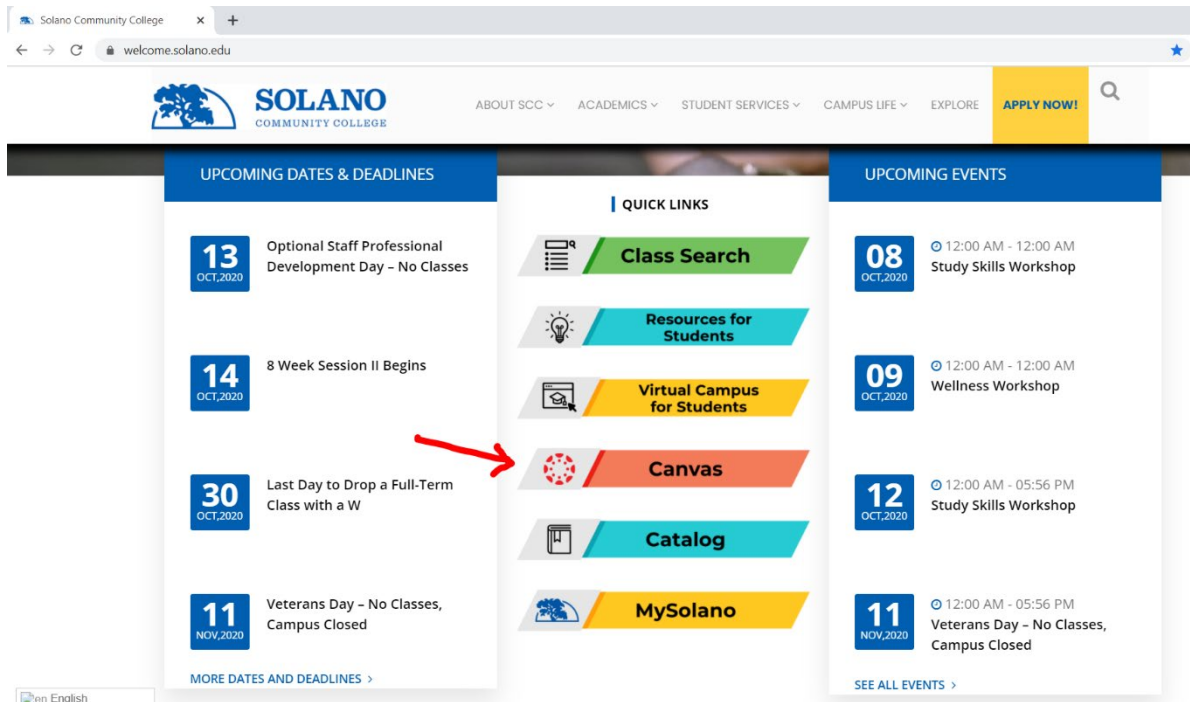 Solano Community College
welcome.solano.edu
SOLANO
COMMUNITY COLLEGE
ABOUT SCC
ACADEMICS
STUDENT SERVICES
CAMPUS LIFE
EXPLORE
APPLY NOW!
UPCOMING DATES & DEADLINES
13
OCT,2020
Optional Staff Professional
Development Day – No Classes
14
OCT,2020
8 Week Session II Begins
30
OCT,2020
Last Day to Drop a Full-Term
Class with a W
11
NOV,2020
Veterans Day – No Classes,
Campus Closed
MORE DATES AND DEADLINES >
QUICK LINKS
Class Search
Resources for
Students
Virtual Campus
for Students
Canvas
Catalog
MySolano
UPCOMING EVENTS
08
OCT,2020
12:00 AM - 12:00 AM
Study Skills Workshop
09
OCT,2020
12:00 AM - 12:00 AM
Wellness Workshop
12
OCT,2020
12:00 AM - 05:56 PM
Study Skills Workshop
11
NOV,2020
12:00 AM - 05:56 PM
Veterans Day – No Classes,
Campus Closed
SEE ALL EVENTS >
en English